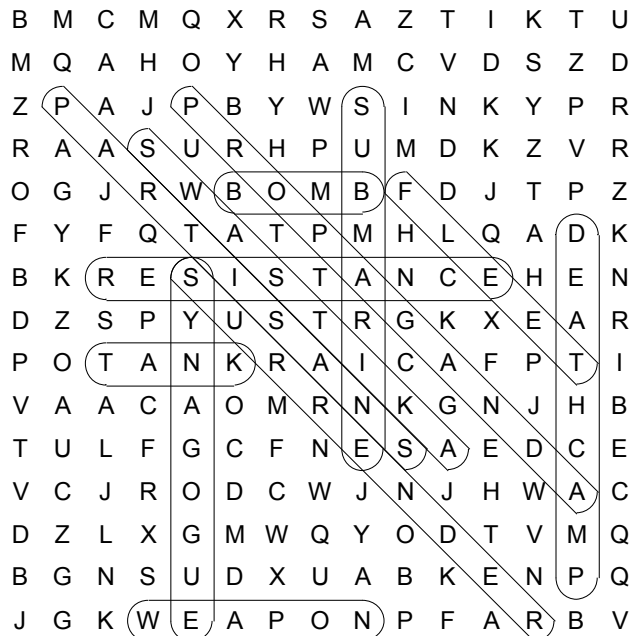 B M C M Q X R S A Z T I K T U
M Q A H O Y H A M C V D S Z D
Z P A J P B Y W S I N K Y P R
R A A S U R H P U M D K Z V R
O G J R W B O M B F D J T P Z
F Y F Q T A T P M H L Q A D K
B K R E S I S T A N C E H E N
D Z S P Y U S T R G K X E A R
P O T A N K R A I C A F P T I
V A A C A O M R N K G N J H B
T U L F G C F N E S A E D C E
V C J R O D C W J N J H W A C
D Z L X G M W Q Y O D T V M Q
B G N S U D X U A B K E N P Q
J G K W E A P O N P F A R B V